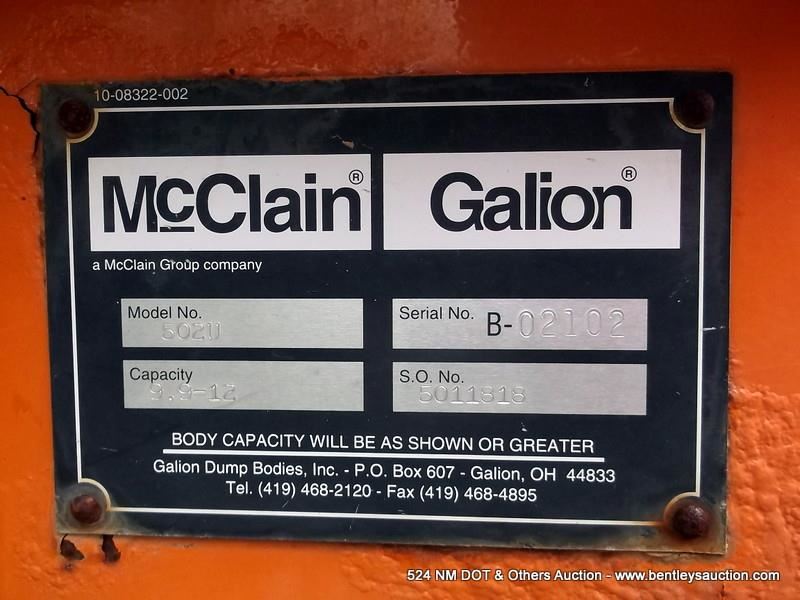 10-08322-002
McClain® Galion®
a McClain Group company
Model No. 502U
Serial No. B-02102
Capacity 9.9-12
S.O. No. 5011818
BODY CAPACITY WILL BE AS SHOWN OR GREATER
Galion Dump Bodies, Inc. - P.O. Box 607 - Galion, OH 44833
Tel. (419) 468-2120 - Fax (419) 468-4895
524 NM DOT & Others Auction - www.bentleysauction.com